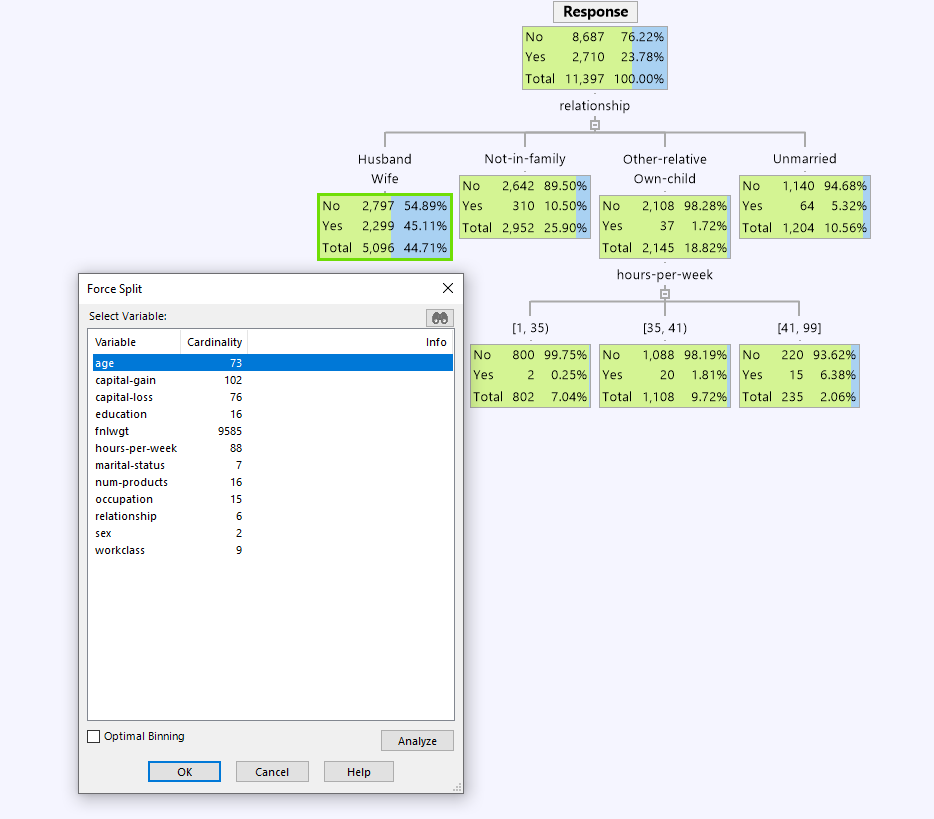 Response
No 8,687 76.22%
Yes 2,710 23.78%
Total 11,397 100.00%
relationship
Husband
Wife
No 2,797 54.89%
Yes 2,299 45.11%
Total 5,096 44.71%
Not-in-family
No 2,642 89.50%
Yes 310 10.50%
Total 2,952 25.90%
Other-relative
Own-child
No 2,108 98.28%
Yes 37 1.72%
Total 2,145 18.82%
Unmarried
No 1,140 94.68%
Yes 64 5.32%
Total 1,204 10.56%
hours-per-week
[1, 35)
No 800 99.75%
Yes 2 0.25%
Total 802 7.04%
[35, 41)
No 1,088 98.19%
Yes 20 1.81%
Total 1,108 9.72%
[41, 99]
No 220 93.62%
Yes 15 6.38%
Total 235 2.06%
Force Split
Select Variable:
Variable Cardinality Info
age 73
capital-gain 102
capital-loss 76
education 16
fnlwgt 9585
hours-per-week 88
marital-status 7
num-products 16
occupation 15
relationship 6
sex 2
workclass 9
Optimal Binning
Analyze
OK Cancel Help